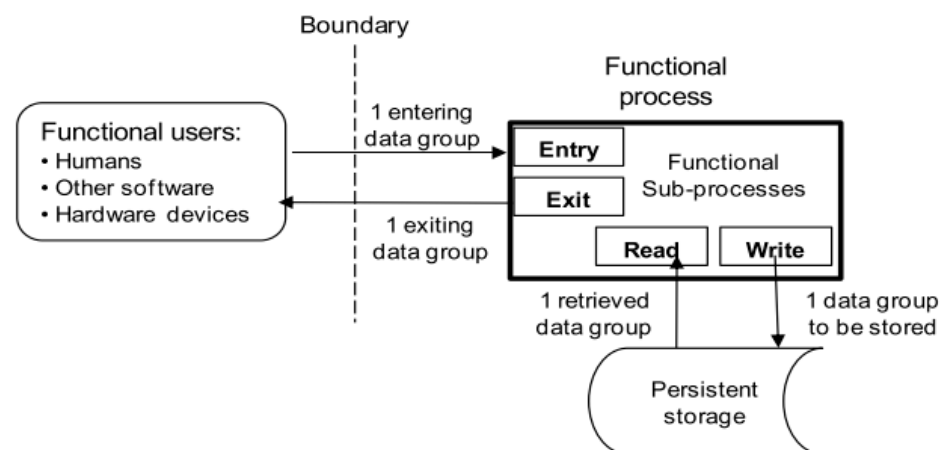 Boundary
Functional
process
Functional users:
• Humans
• Other software
• Hardware devices
1 entering
data group
Entry
Functional
Sub-processes
Exit
1 exiting
data group
Read
Write
1 retrieved
data group
1 data group
to be stored
Persistent
storage